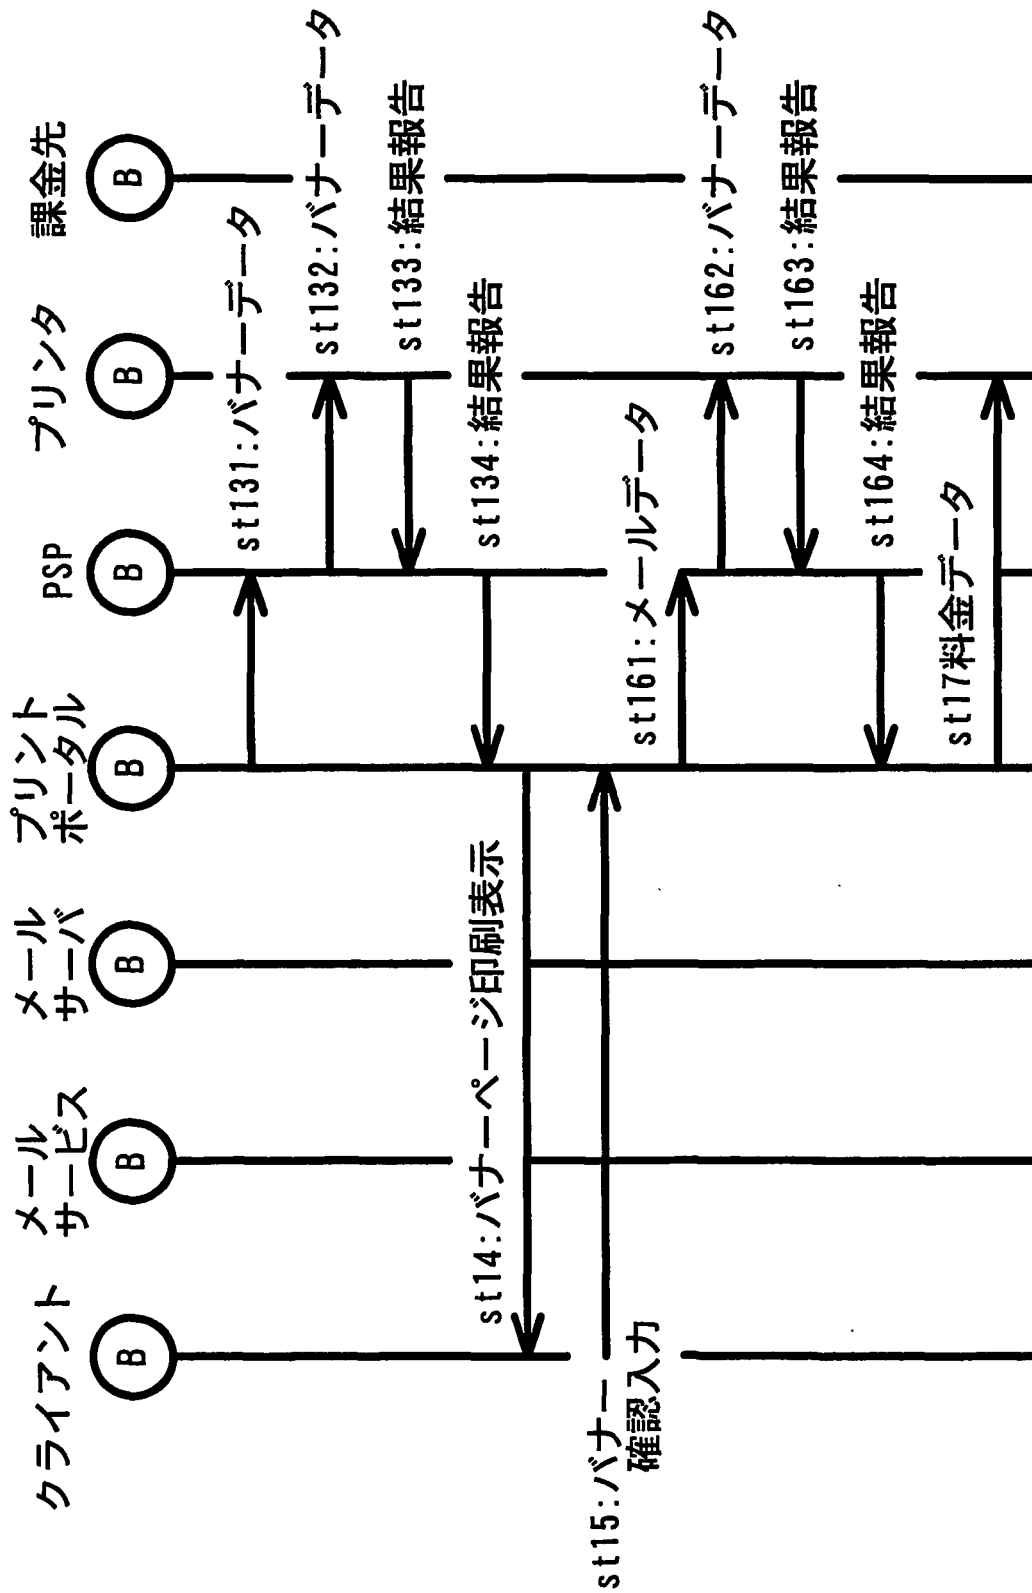 クライアント
メール
サービス
メール
サーバ
プリント
ポータル
PSP
プリンタ
課金先
B
B
B
B
B
B
B
st131:バナーデータ
st132:バナーデータ
st133:結果報告
st134:結果報告
st14:バナーページ印刷表示
st15:バナー
確認入力
st161:メールデータ
st162:バナーデータ
st163:結果報告
st164:結果報告
st17料金データ